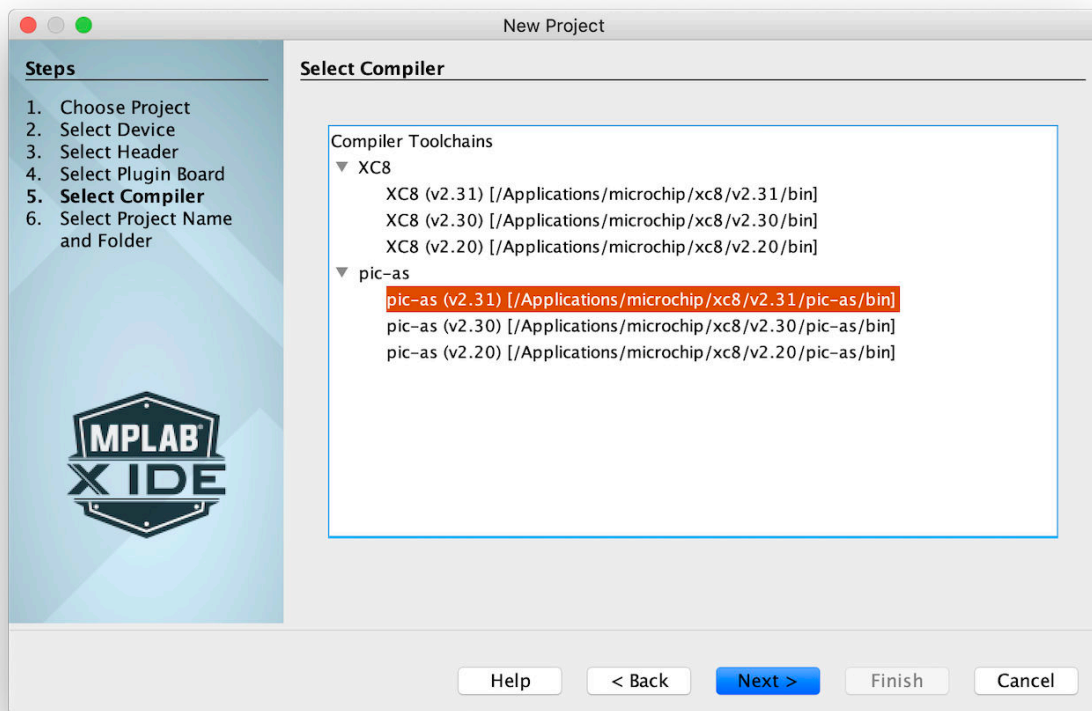 New Project
Steps
1. Choose Project
2. Select Device
3. Select Header
4. Select Plugin Board
5. Select Compiler
6. Select Project Name
and Folder
MPLAB®
X IDE
Select Compiler
Compiler Toolchains
XC8
XC8 (v2.31) [/Applications/microchip/xc8/v2.31/bin]
XC8 (v2.30) [/Applications/microchip/xc8/v2.30/bin]
XC8 (v2.20) [/Applications/microchip/xc8/v2.20/bin]
pic-as
pic-as (v2.31) [/Applications/microchip/xc8/v2.31/pic-as/bin]
pic-as (v2.30) [/Applications/microchip/xc8/v2.30/pic-as/bin]
pic-as (v2.20) [/Applications/microchip/xc8/v2.20/pic-as/bin]
Help < Back Next > Finish Cancel